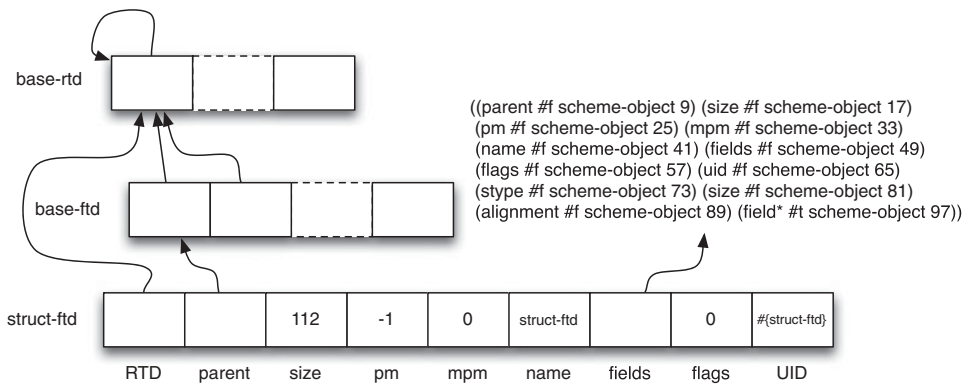 base-rtd
((parent #f scheme-object 9) (size #f scheme-object 17)
(pm #f scheme-object 25) (mpm #f scheme-object 33)
(name #f scheme-object 41) (fields #f scheme-object 49)
(flags #f scheme-object 57) (uid #f scheme-object 65)
(stype #f scheme-object 73) (size #f scheme-object 81)
(alignment #f scheme-object 89) (field* #t scheme-object 97))
base-ftd
struct-ftd 112 -1 0 struct-ftd 0 #{struct-ftd}
RTD parent size pm mpm name fields flags UID